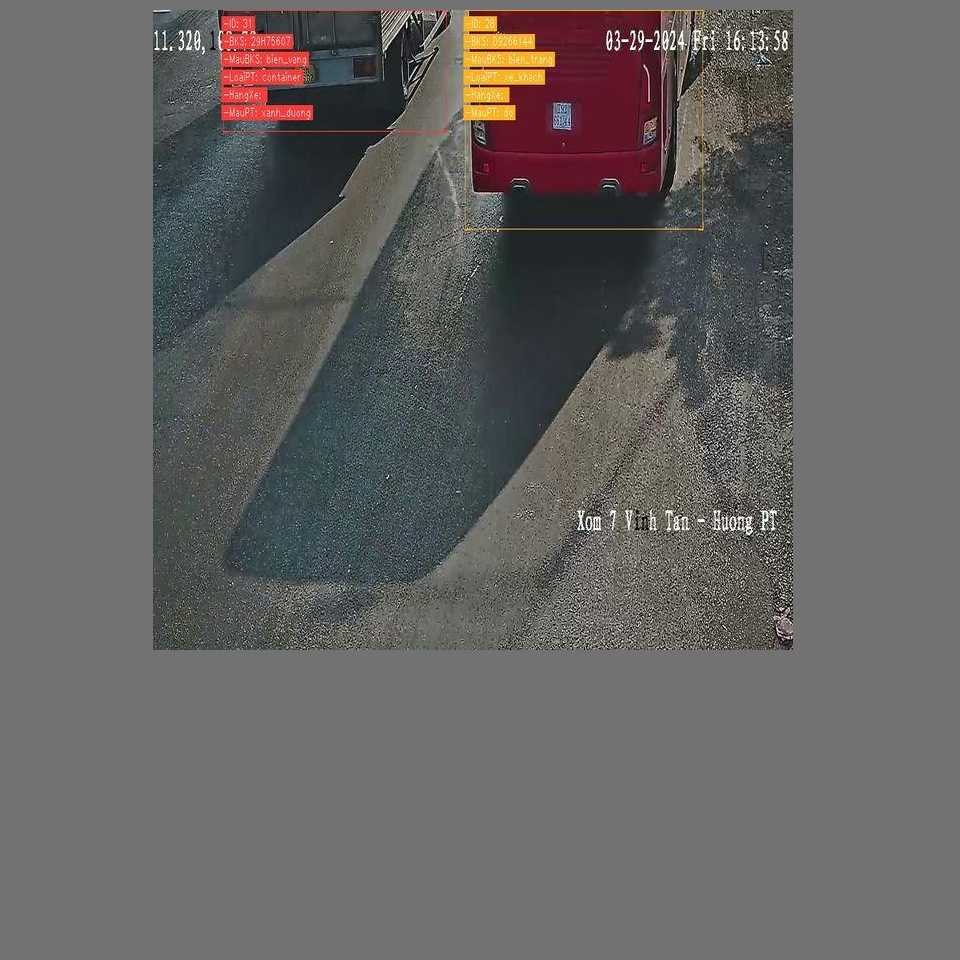 03-29-2024 Fri 16:13:58
-ID: 31
-BKS: 29H75607
-MauBKS: bien_vang
-LoaiPT: container
-HangXe:
-MauPT: xanh_duong
-ID: 28
-BKS: 09266144
-MauBKS: bien_trang
-LoaiPT: xe_khach
-HangXe:
-MauPT: do
11.320,
Xom 7 Vinh Tan - Huong PT